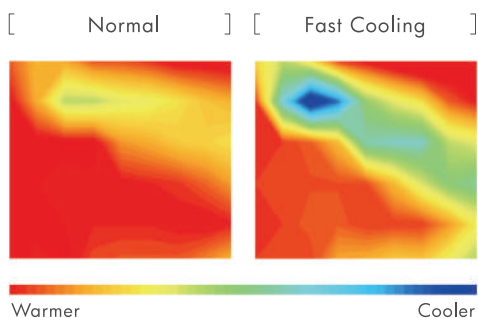 [ Normal ]
[ Fast Cooling ]
Warmer
Cooler